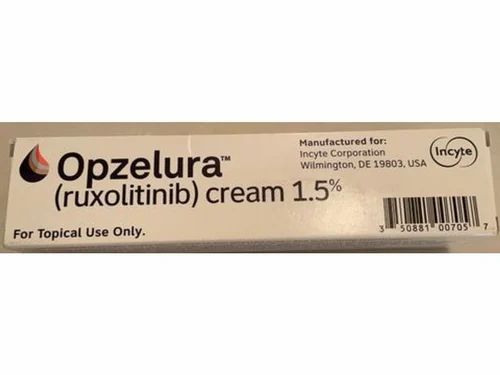 Opzelura™
(ruxolitinib) cream 1.5%
For Topical Use Only.
Manufactured for:
Incyte Corporation
Wilmington, DE 19803, USA
Incyte
3 50881 00705 7